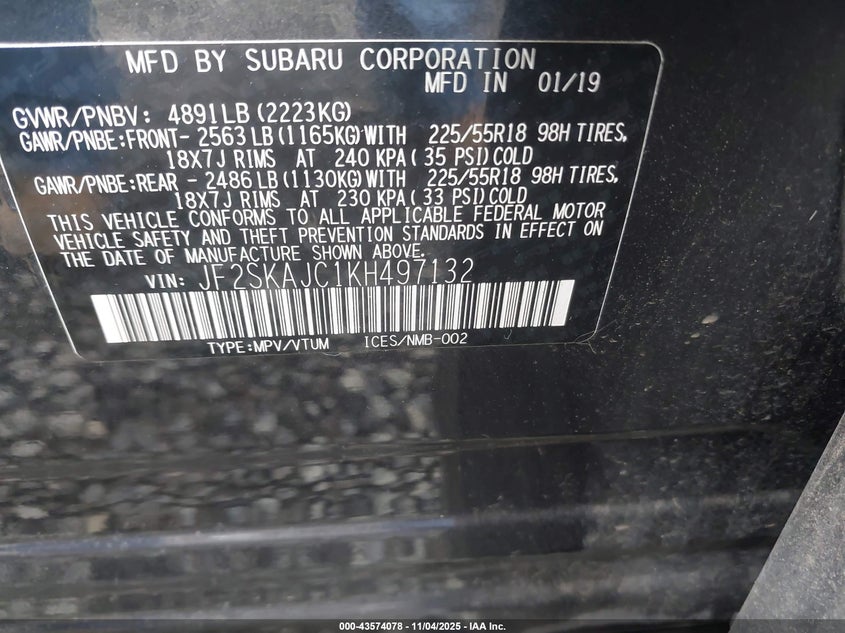 MFD BY SUBARU CORPORATION
MFD IN 01/19
GVWR/PNBV: 4891LB (2223KG)
GAWR/PNBE:FRONT- 2563LB (1165KG)WITH 225/55R18 98H TIRES,
18X7J RIMS AT 240 KPA( 35 PSI)COLD
GAWR/PNBE:REAR - 2486LB (1130KG)WITH 225/55R18 98H TIRES,
18X7J RIMS AT 230 KPA( 33 PSI)COLD
THIS VEHICLE CONFORMS TO ALL APPLICABLE FEDERAL MOTOR
VEHICLE SAFETY AND THEFT PREVENTION STANDARDS IN EFFECT ON
THE DATE OF MANUFACTURE SHOWN ABOVE.
VIN: JF2SKAJC1KH497132
TYPE:MPV/VTUM ICES/NMB-002
000-43574078 - 11/04/2025 - IAA Inc.